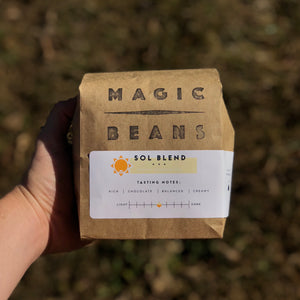 MAGIC
BEANS
SOL BLEND
TASTING NOTES:
RICH | CHOCOLATE | BALANCED | CREAMY
LIGHT DARK